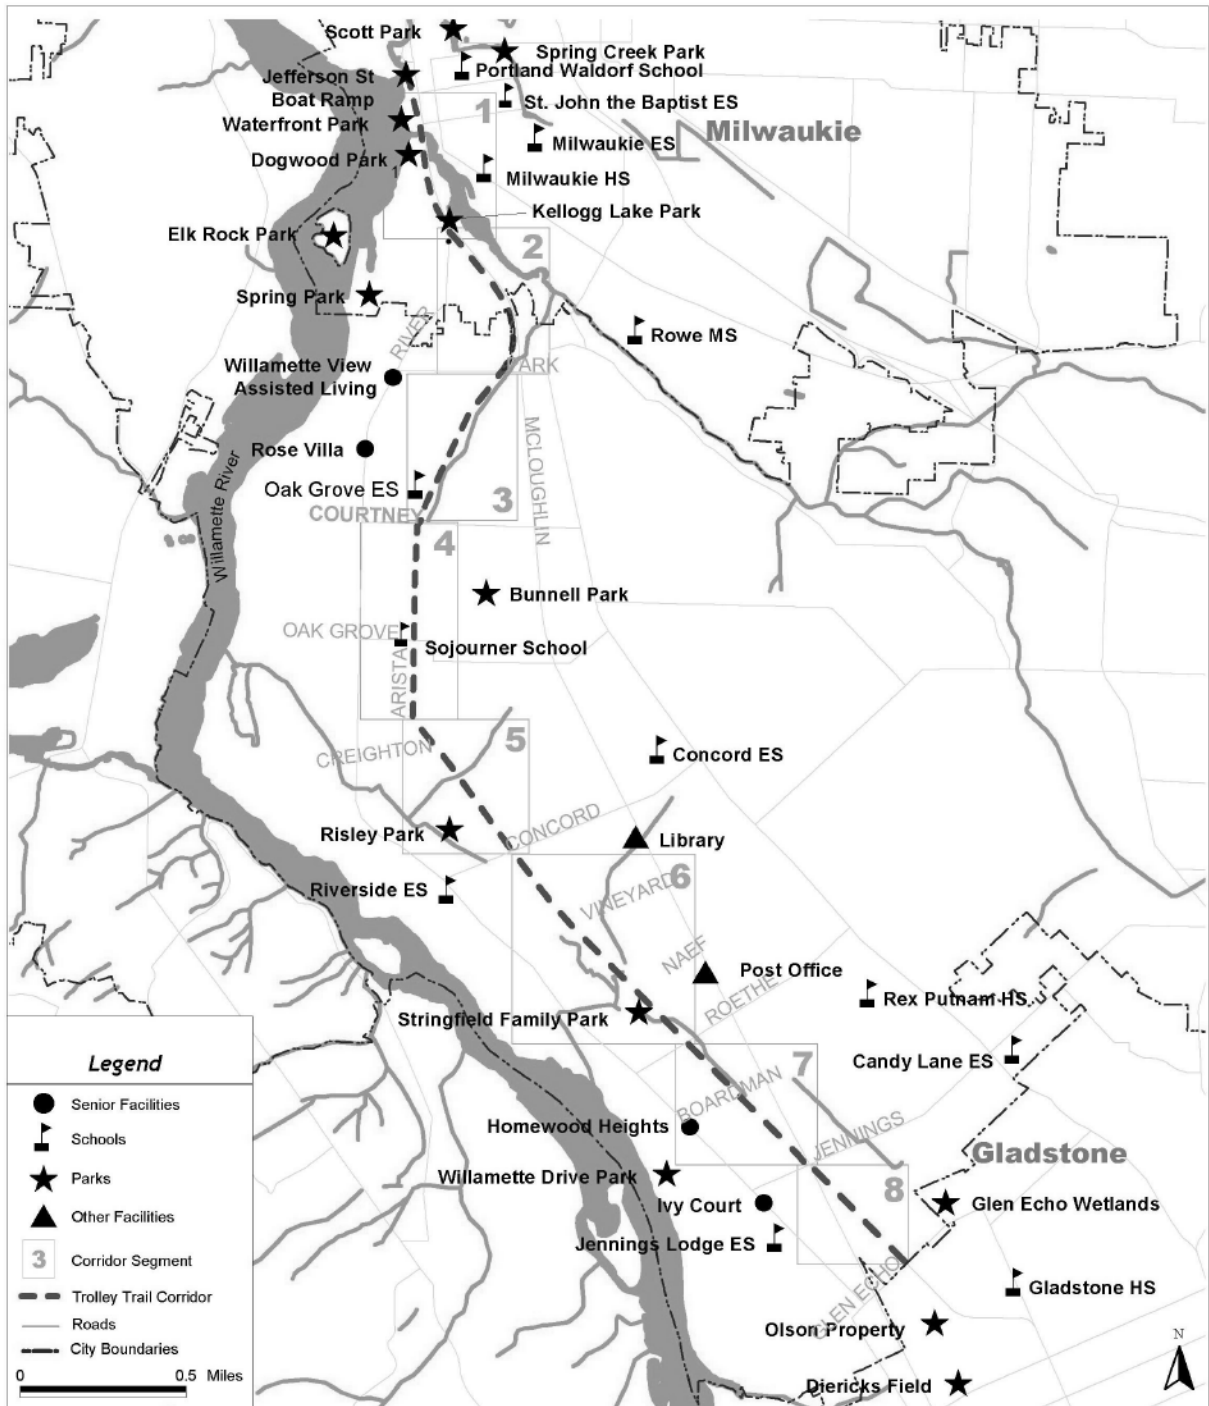 Scott Park
Spring Creek Park
Jefferson St
Boat Ramp
Portland Waldorf School
1
St. John the Baptist ES
Waterfront Park
Milwaukie
Milwaukie ES
Dogwood Park
Milwaukie HS
Kellogg Lake Park
Elk Rock Park
2
Spring Park
RIVER
Rowe MS
Willamette View
Assisted Living
PARK
MCLOUGHLIN
Rose Villa
Willamette River
Oak Grove ES
3
COURTNEY
4
Bunnell Park
OAK GROVE
Sojourner School
ARISTA
5
CREIGHTON
Concord ES
CONCORD
Risley Park
Library
6
Riverside ES
VINEYARD
NAEF
Post Office
ROETHE
Rex Putnam HS
Stringfield Family Park
7
Candy Lane ES
BOARDMAN
Homewood Heights
JENNINGS
Gladstone
Willamette Drive Park
8
Ivy Court
Glen Echo Wetlands
Jennings Lodge ES
GLEN ECHO
Gladstone HS
Olson Property
Diericks Field
N
Legend
Senior Facilities
Schools
Parks
Other Facilities
3
Corridor Segment
Trolley Trail Corridor
Roads
City Boundaries
0 0.5 Miles